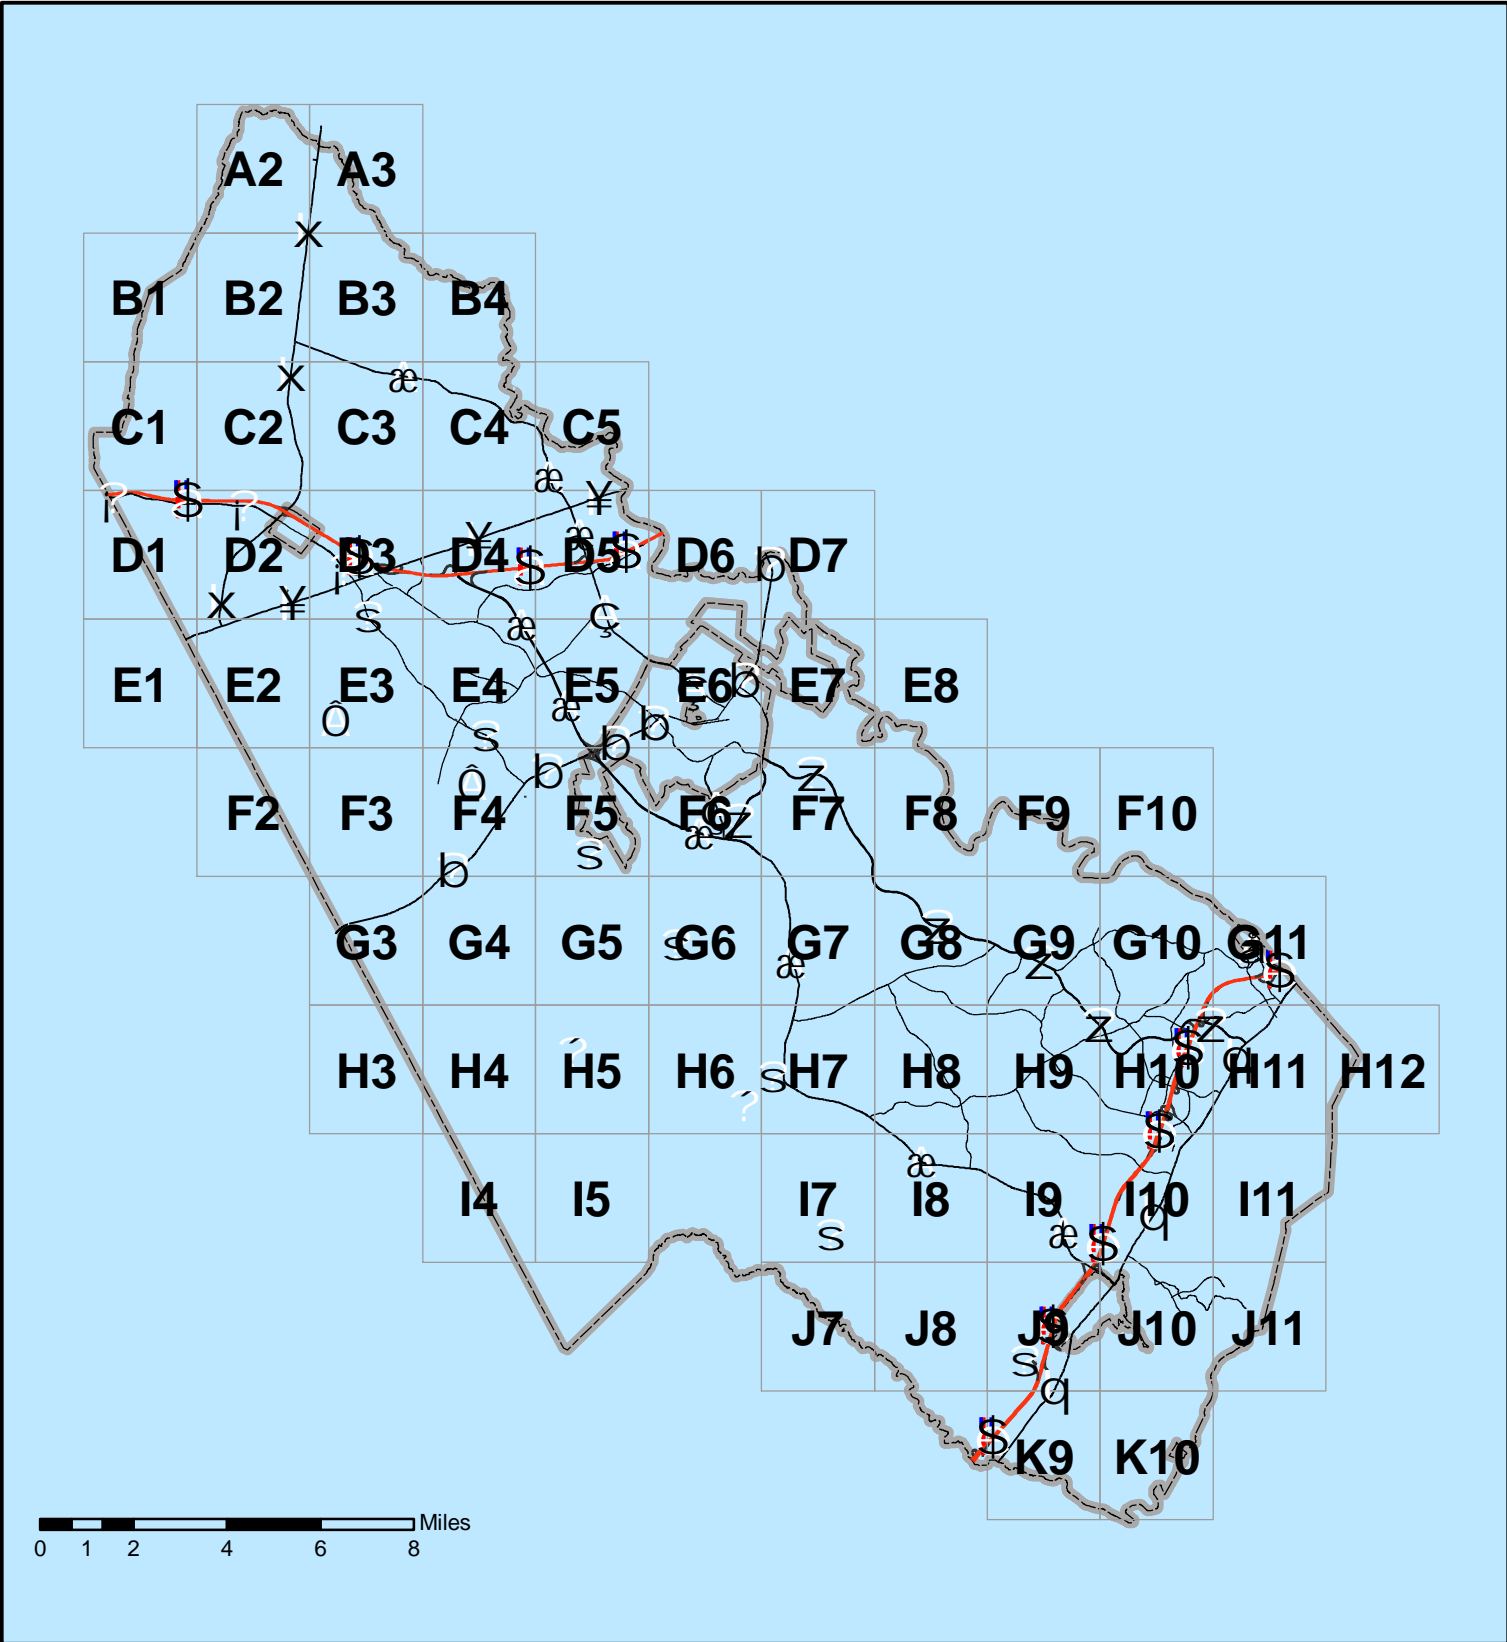 A2 A3
x
B1 B2 B3 B4
x æ
C1 C2 C3 C4 C5
æ
¥
¡ $ ¡
¥ æ
D1 D2 $ D3 D4 $ D5 $ D6 b D7
¡
x ¥ s æ ç
E1 E2 E3 E4 E5 E6 b E7 E8
Ô s æ b b
b z
Ô
F2 F3 F4 F5 F6 z F7 F8 F9 F10
æ
b s
G3 G4 G5 s G6 G7 z G8 G9 G10 G11
æ z $
z $ z
H3 H4 H5 H6 s H7 H8 H9 H10 q H11 H12
$
æ
I4 I5 I7 I8 I9 I10 I11
s æ q
$
J7 J8 J9 $ J10 J11
s
q
$
K9 K10
Miles
0 1 2 4 6 8